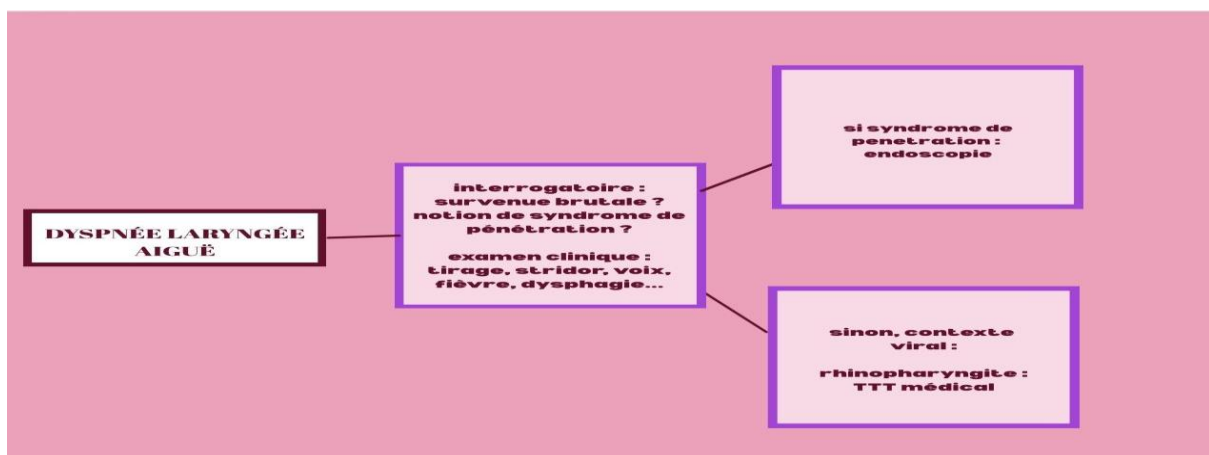 DYSPNÉE LARYNGÉE
AIGUË
interrogatoire :
survenue brutale ?
notion de syndrome de
pénétration ?
examen clinique :
tirage, stridor, voix,
fièvre, dysphagie...
si syndrome de
penetration :
endoscopie
sinon, contexte
viral :
rhinopharyngite :
TTT médical